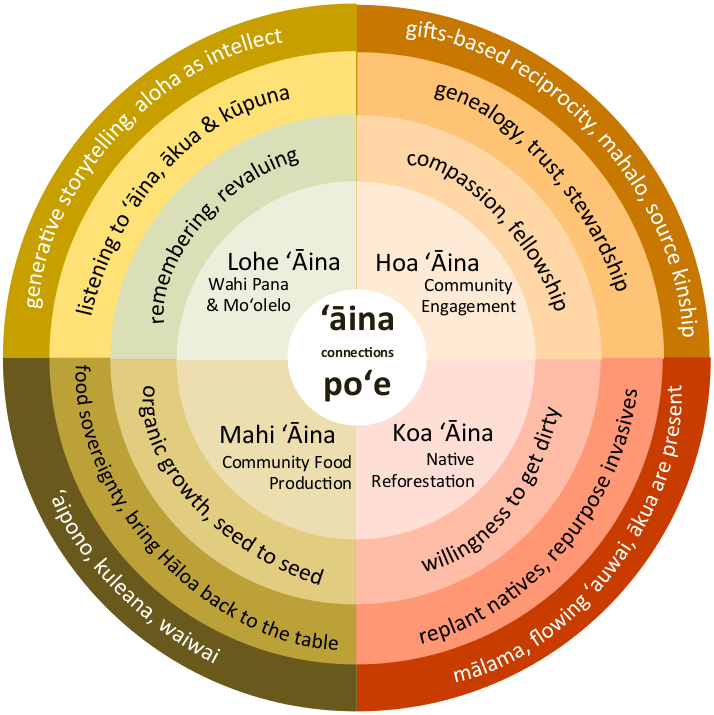 generative storytelling, aloha as intellect
listening to ʻāina, ākua & kūpuna
remembering, revaluing
Lohe ʻĀina
Wahi Pana
& Moʻolelo
gifts-based reciprocity, mahalo, source kinship
genealogy, trust, stewardship
compassion, fellowship
Hoa ʻĀina
Community
Engagement
ʻāina
connections
poʻe
Mahi ʻĀina
Community Food
Production
organic growth, seed to seed
food sovereignty, bring Hāloa back to the table
ʻaipono, kuleana, waiwai
Koa ʻĀina
Native
Reforestation
willingness to get dirty
replant natives, repurpose invasives
mālama, flowing ʻauwai, ākua are present